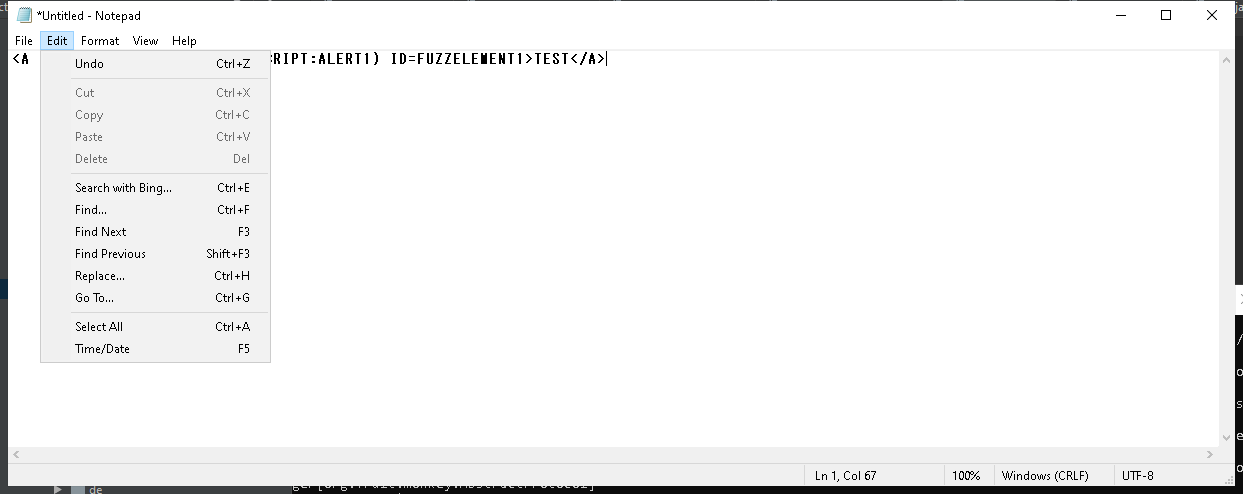 *Untitled - Notepad
File Edit Format View Help
<A RIPT:ALERT1) ID=FUZZELEMENT1>TEST</A>
Undo Ctrl+Z
Cut Ctrl+X
Copy Ctrl+C
Paste Ctrl+V
Delete Del
Search with Bing... Ctrl+E
Find... Ctrl+F
Find Next F3
Find Previous Shift+F3
Replace... Ctrl+H
Go To... Ctrl+G
Select All Ctrl+A
Time/Date F5
Ln 1, Col 67 100% Windows (CRLF) UTF-8
de